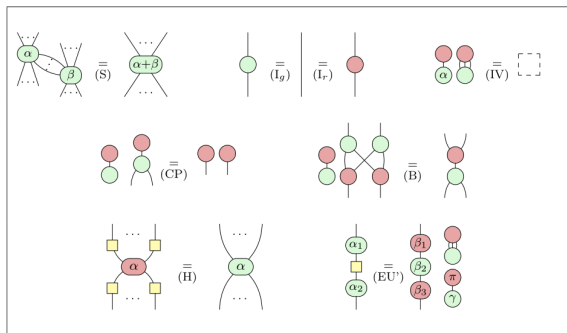 α ... = ... α+β = = α = 
β (S) (I_g) (I_r) (IV)
= =
(CP) (B)
α = α α₁ = β₁
(H) α₂ (EU') β₂ π
β₃ γ